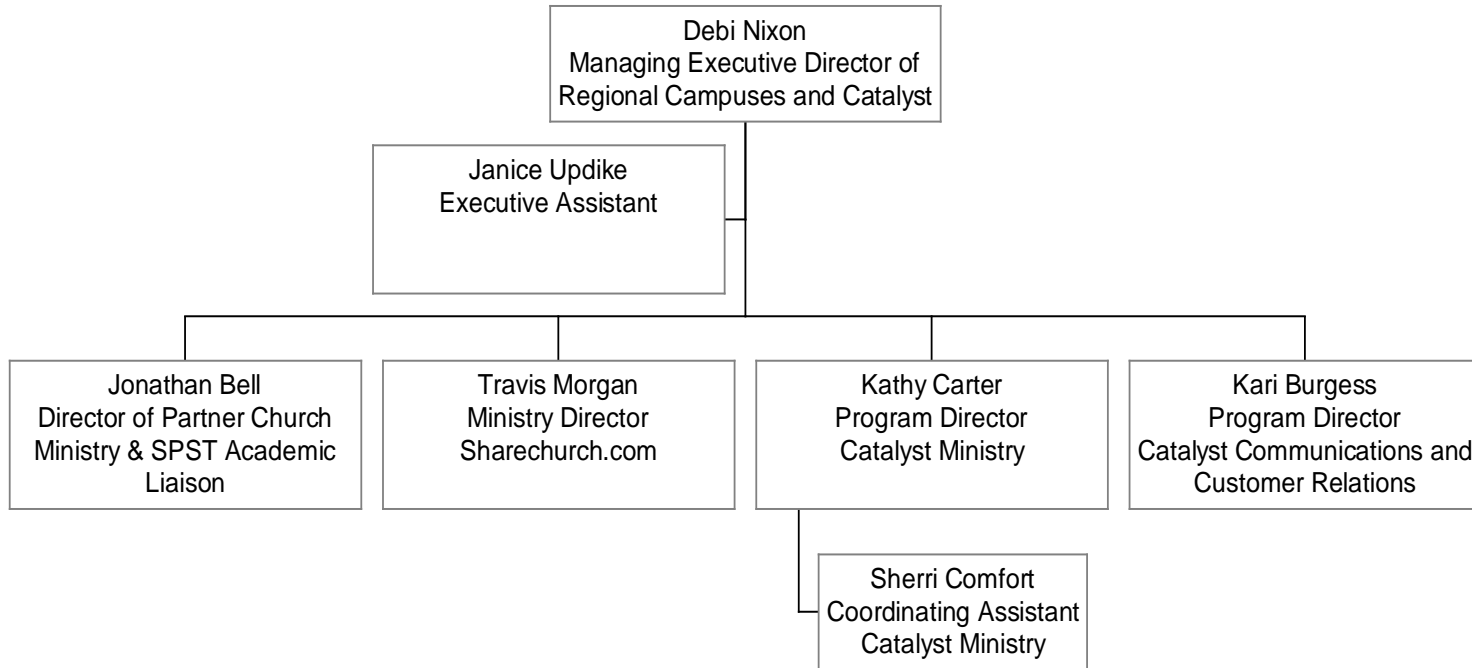 Debi Nixon
Managing Executive Director of
Regional Campuses and Catalyst
Janice Updike
Executive Assistant
Jonathan Bell
Director of Partner Church
Ministry & SPST Academic
Liaison
Travis Morgan
Ministry Director
Sharechurch.com
Kathy Carter
Program Director
Catalyst Ministry
Kari Burgess
Program Director
Catalyst Communications and
Customer Relations
Sherri Comfort
Coordinating Assistant
Catalyst Ministry